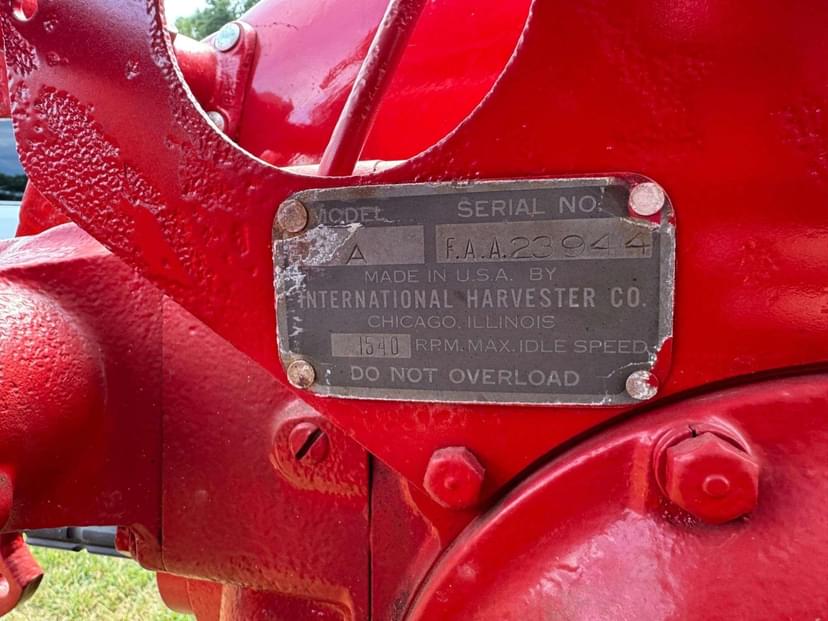 MODEL SERIAL NO.
A F.A.A.23944
MADE IN U.S.A. BY
INTERNATIONAL HARVESTER CO.
CHICAGO, ILLINOIS
1540 R.P.M. MAX. IDLE SPEED
DO NOT OVERLOAD